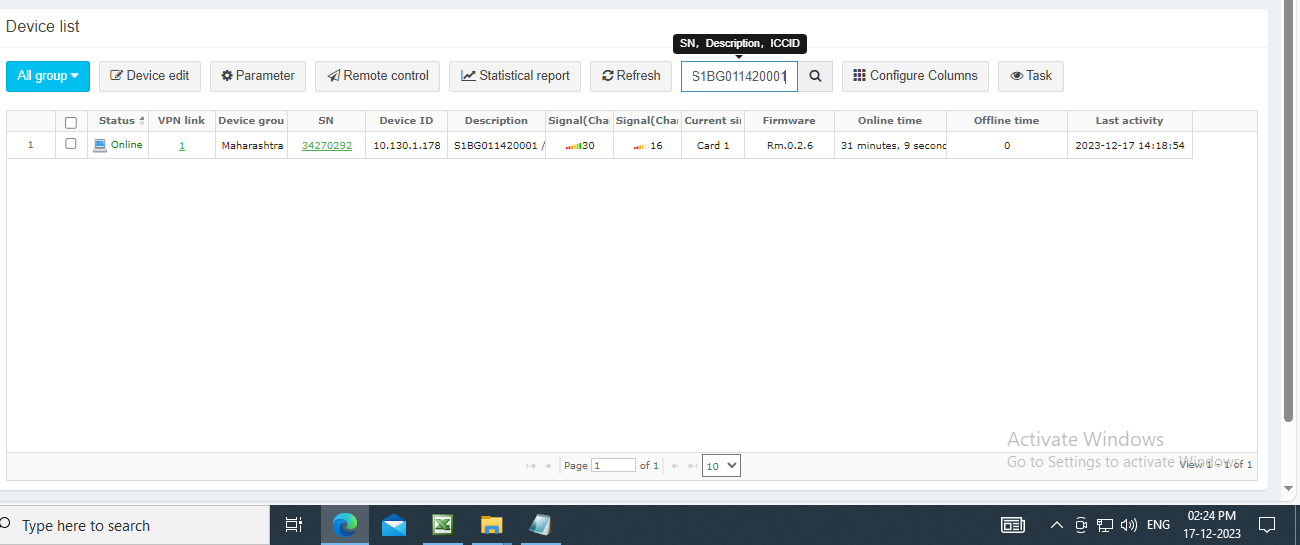 Device list
SN, Description, ICCID
All group Device edit Parameter Remote control Statistical report Refresh S1BG011420001 Configure Columns Task
Status VPN link Device grou SN Device ID Description Signal(Cha Signal(Cha Current si Firmware Online time Offline time Last activity
1 Online 1 Maharashtra 34270292 10.130.1.178 S1BG011420001 / 30 16 Card 1 Rm.0.2.6 31 minutes, 9 second 0 2023-12-17 14:18:54
Activate Windows
Go to Settings to activate Windows.
Page 1 of 1 10 View 1 - 1 of 1
Type here to search ENG 02:24 PM
17-12-2023